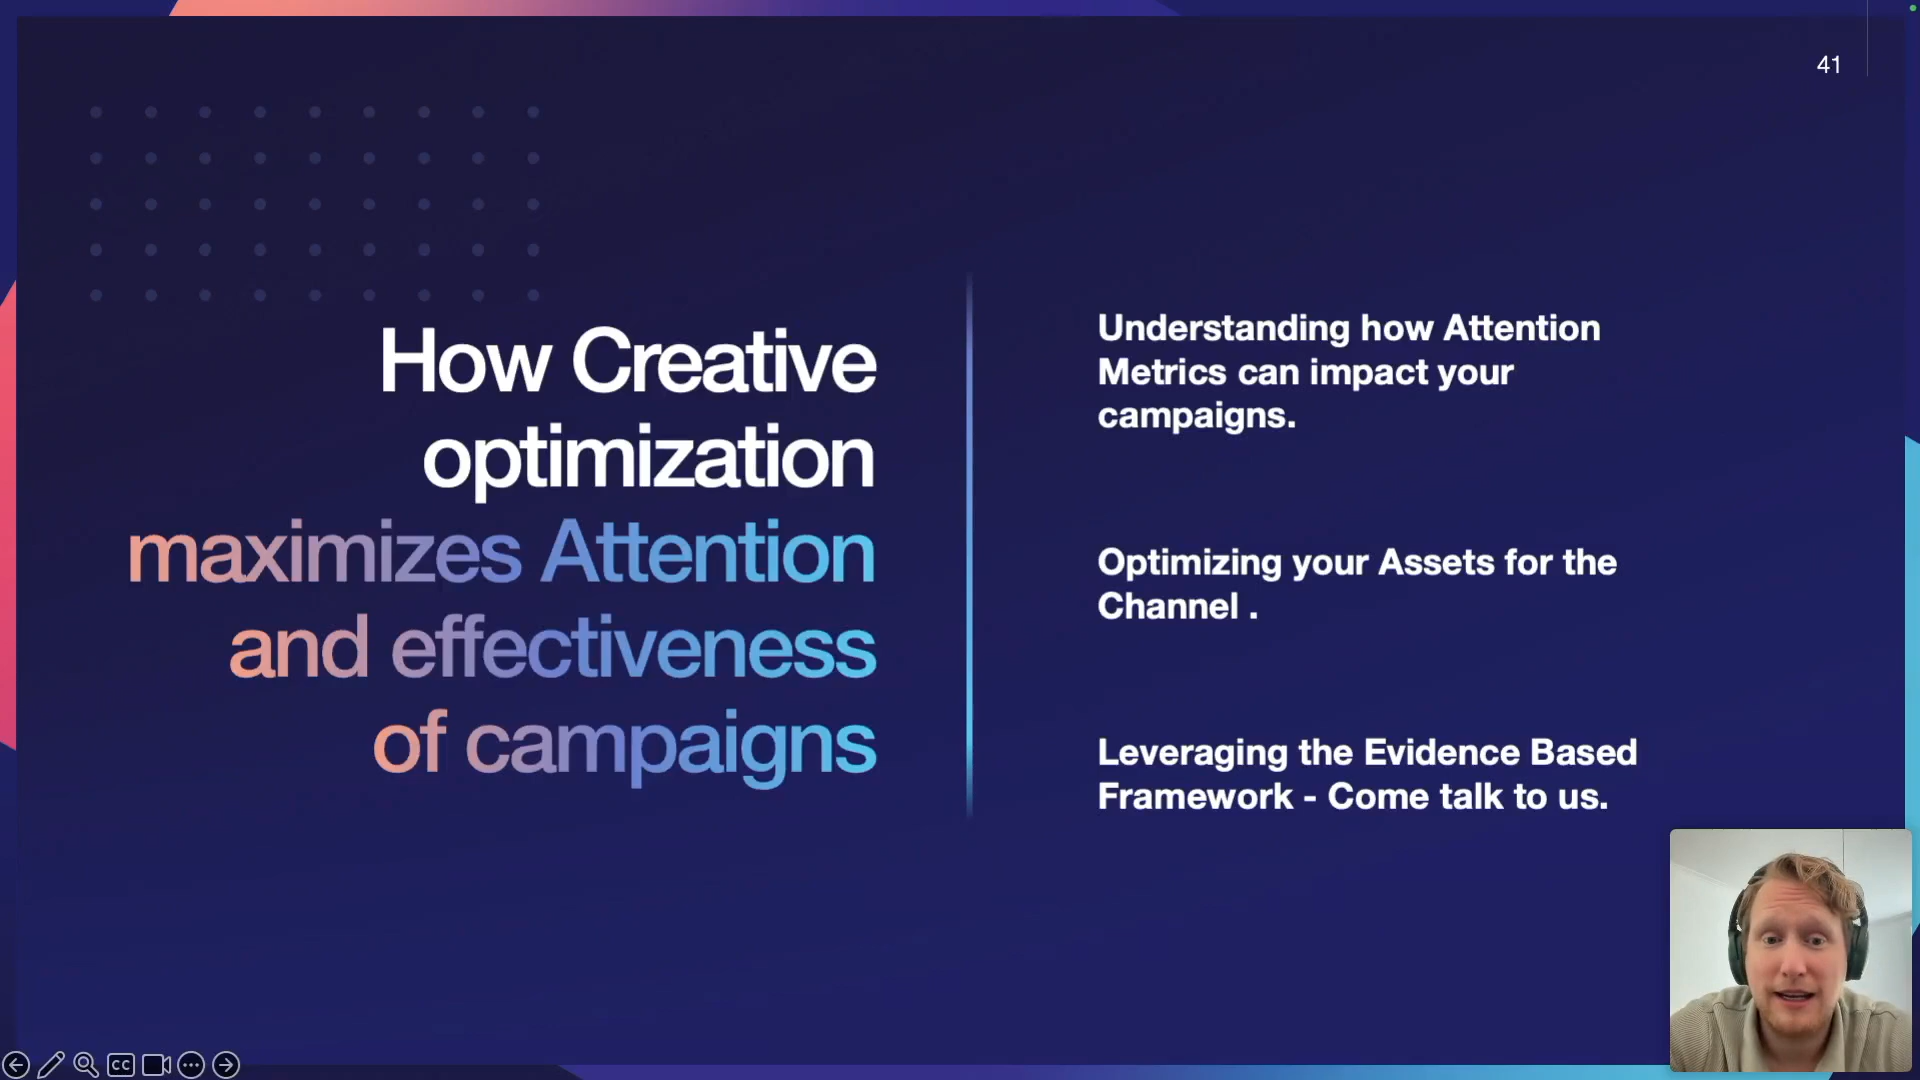 41
How Creative
optimization
maximizes Attention
and effectiveness
of campaigns
Understanding how Attention
Metrics can impact your
campaigns.
Optimizing your Assets for the
Channel .
Leveraging the Evidence Based
Framework - Come talk to us.
CC